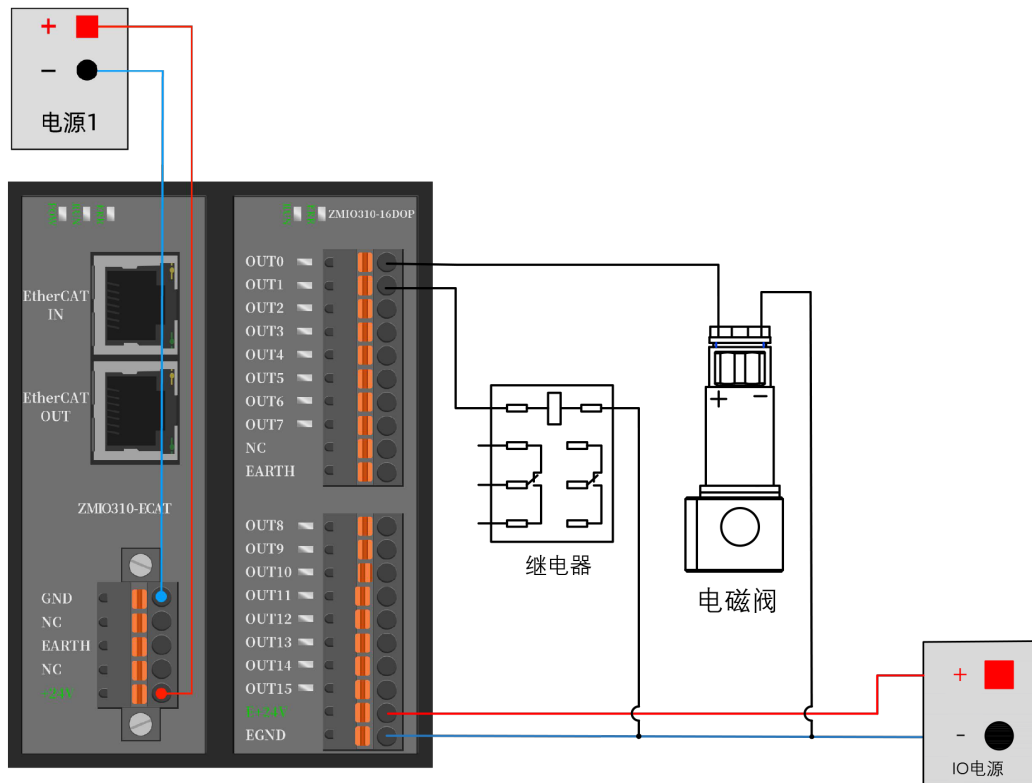 +
-
电源1
ZMIO310-16DOP
OUT0
OUT1
OUT2
OUT3
OUT4
OUT5
OUT6
OUT7
NC
EARTH
EtherCAT
IN
EtherCAT
OUT
ZMIO310-ECAT
GND
NC
EARTH
NC
OUT8
OUT9
OUT10
OUT11
OUT12
OUT13
OUT14
OUT15
E+24V
EGND
继电器
+ -
电磁阀
+
-
IO电源